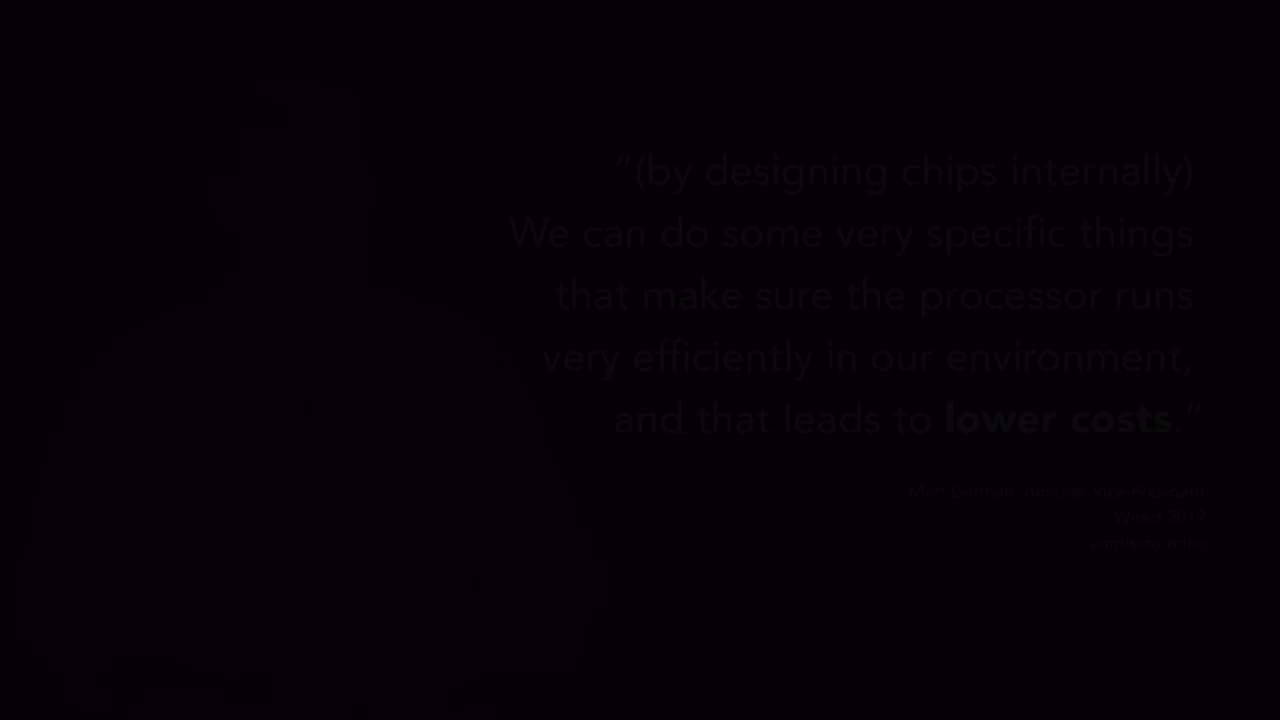 “(by designing chips internally)
We can do some very specific things
that make sure the processor runs
very efficiently in our environment,
and that leads to lower costs.”
Matt Garman, Amazon Vice-President
Wired 2019
emphasis mine